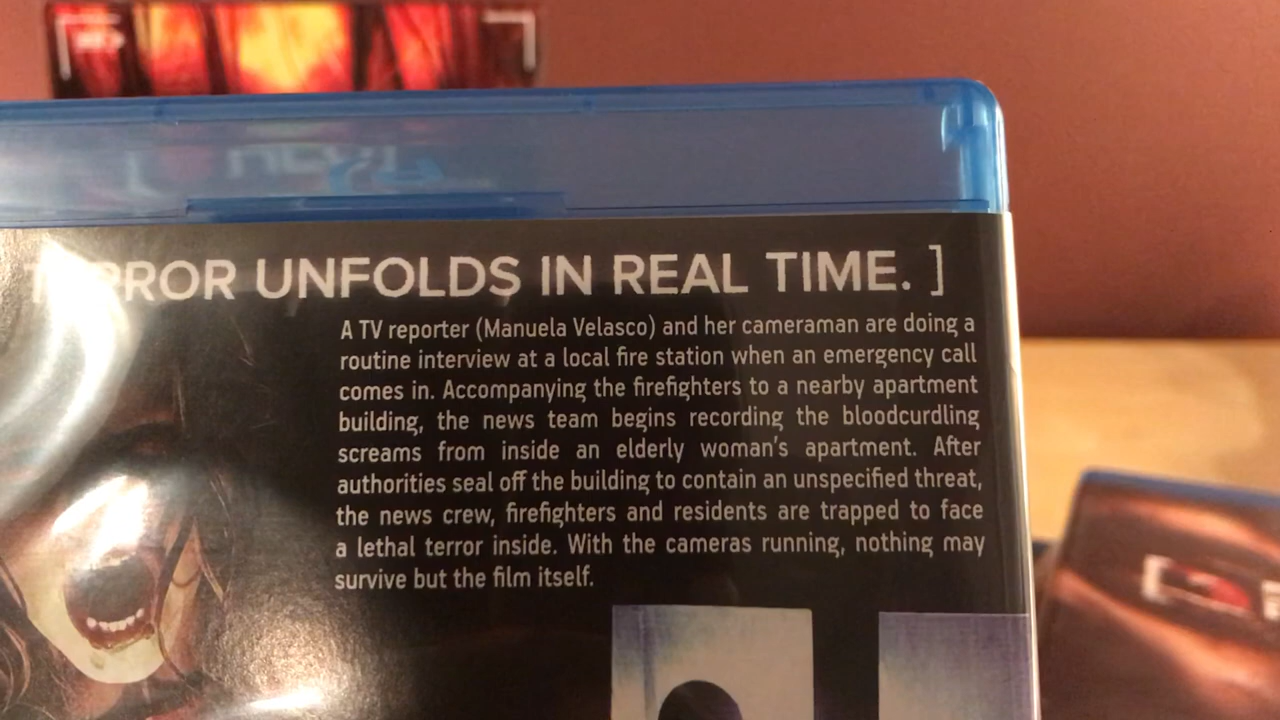 TERROR UNFOLDS IN REAL TIME. ]
A TV reporter (Manuela Velasco) and her cameraman are doing a
routine interview at a local fire station when an emergency call
comes in. Accompanying the firefighters to a nearby apartment
building, the news team begins recording the bloodcurdling
screams from inside an elderly woman's apartment. After
authorities seal off the building to contain an unspecified threat,
the news crew, firefighters and residents are trapped to face
a lethal terror inside. With the cameras running, nothing may
survive but the film itself.